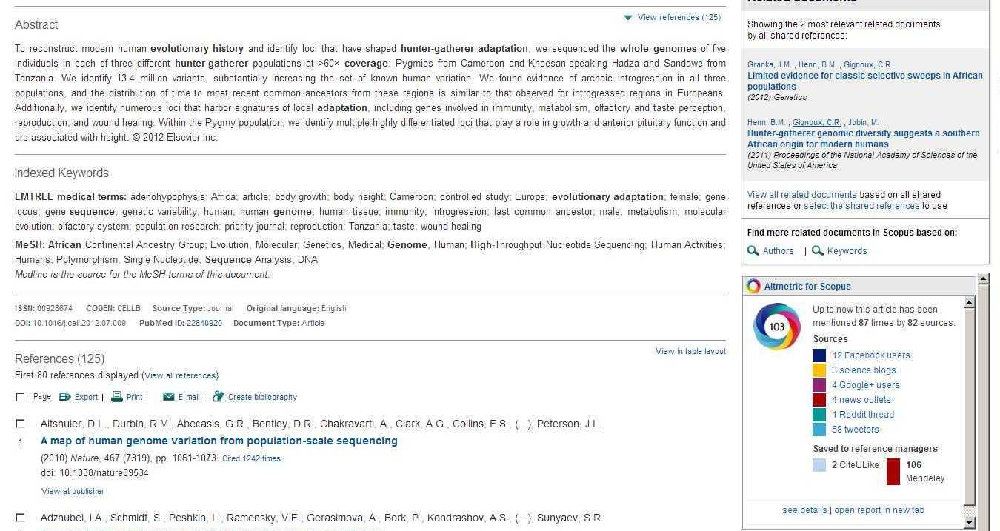 View references (125)
Abstract
To reconstruct modern human evolutionary history and identify loci that have shaped hunter-gatherer adaptation, we sequenced the whole genomes of five
individuals in each of three different hunter-gatherer populations at >60× coverage: Pygmies from Cameroon and Khoesan-speaking Hadza and Sandawe from
Tanzania. We identify 13.4 million variants, substantially increasing the set of known human variation. We found evidence of archaic introgression in all three
populations, and the distribution of time to most recent common ancestors from these regions is similar to that observed for introgressed regions in Europeans.
Additionally, we identify numerous loci that harbor signatures of local adaptation, including genes involved in immunity, metabolism, olfactory and taste perception,
reproduction, and wound healing. Within the Pygmy population, we identify multiple highly differentiated loci that play a role in growth and anterior pituitary function and
are associated with height. © 2012 Elsevier Inc.
Indexed Keywords
EMTREE medical terms: adenohypophysis; Africa; article; body growth; body height; Cameroon; controlled study; Europe; evolutionary adaptation; female; gene
locus; gene sequence; genetic variability; human; human genome; human tissue; immunity; introgression; last common ancestor; male; metabolism; molecular
evolution; olfactory system; population research; priority journal; reproduction; Tanzania; taste; wound healing
MeSH: African Continental Ancestry Group; Evolution, Molecular; Genetics, Medical; Genome, Human; High-Throughput Nucleotide Sequencing; Human Activities;
Humans; Polymorphism, Single Nucleotide; Sequence Analysis, DNA
Medline is the source for the MeSH terms of this document.
ISSN: 00928674 CODEN: CELLB Source Type: Journal Original language: English
DOI: 10.1016/j.cell.2012.07.009 PubMed ID: 22840920 Document Type: Article
View in table layout
References (125)
First 80 references displayed (View all references)
Page Export | Print | E-mail | Create bibliography
Altshuler, D.L., Durbin, R.M., Abecasis, G.R., Bentley, D.R., Chakravarti, A., Clark, A.G., Collins, F.S., (...), Peterson, J.L.
1 A map of human genome variation from population-scale sequencing
(2010) Nature, 467 (7319), pp. 1061-1073. Cited 1242 times.
doi: 10.1038/nature09534
View at publisher
Adzhubei, I.A., Schmidt, S., Peshkin, L., Ramensky, V.E., Gerasimova, A., Bork, P., Kondrashov, A.S., (...), Sunyaev, S.R.
Related documents
Showing the 2 most relevant related documents
by all shared references:
Granka, J.M. , Henn, B.M. , Gignoux, C.R.
Limited evidence for classic selective sweeps in African
populations
(2012) Genetics
Henn, B.M. , Gignoux, C.R. , Jobin, M.
Hunter-gatherer genomic diversity suggests a southern
African origin for modern humans
(2011) Proceedings of the National Academy of Sciences of the
United States of America
View all related documents based on all shared
references or select the shared references to use
Find more related documents in Scopus based on:
Authors | Keywords
Altmetric for Scopus
103
Up to now this article has been
mentioned 87 times by 82 sources.
Sources
12 Facebook users
3 science blogs
4 Google+ users
4 news outlets
1 Reddit thread
58 tweeters
Saved to reference managers
2 CiteULike
106
Mendeley
see details | open report in new tab